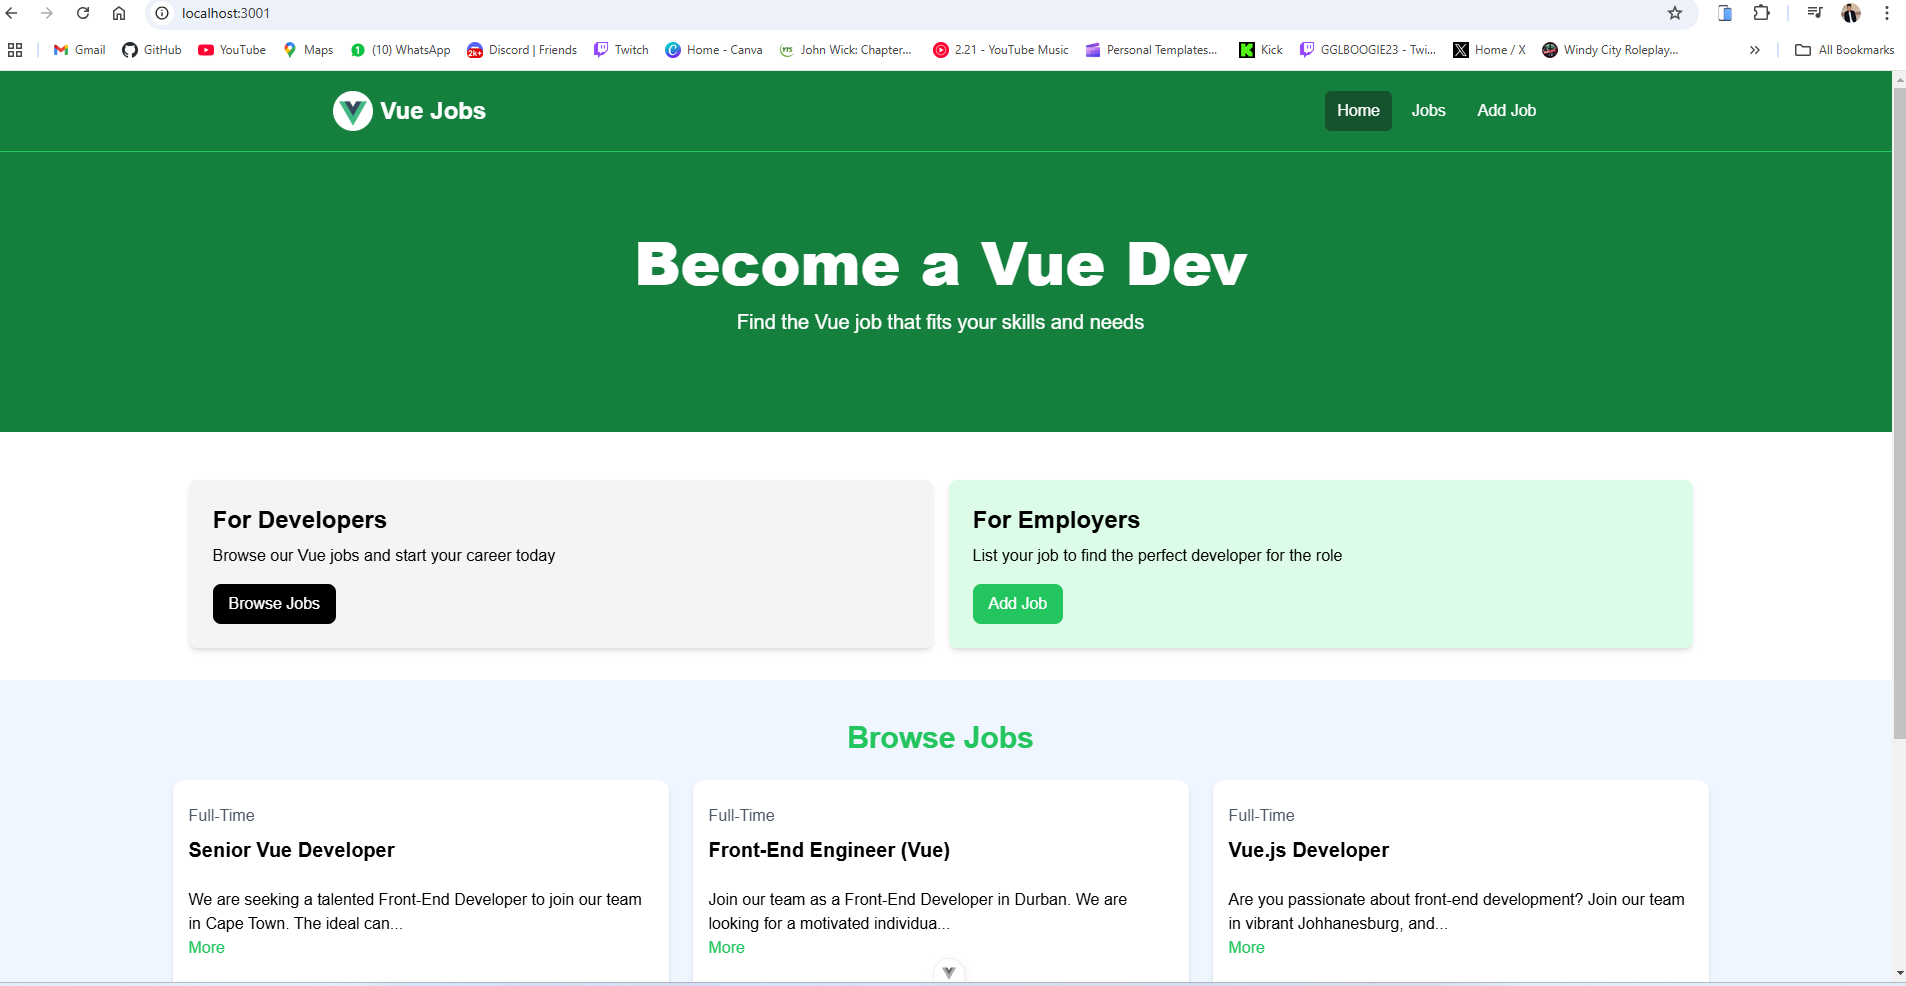 localhost:3001
Gmail GitHub YouTube Maps (10) WhatsApp Discord | Friends Twitch Home - Canva John Wick: Chapter... 2.21 - YouTube Music Personal Templates... Kick GGLBOOGIE23 - Twi... Home / X Windy City Roleplay... » All Bookmarks
Vue Jobs Home Jobs Add Job
Become a Vue Dev
Find the Vue job that fits your skills and needs
For Developers
Browse our Vue jobs and start your career today
Browse Jobs
For Employers
List your job to find the perfect developer for the role
Add Job
Browse Jobs
Full-Time
Senior Vue Developer
We are seeking a talented Front-End Developer to join our team
in Cape Town. The ideal can...
More
Full-Time
Front-End Engineer (Vue)
Join our team as a Front-End Developer in Durban. We are
looking for a motivated individua...
More
Full-Time
Vue.js Developer
Are you passionate about front-end development? Join our team
in vibrant Johhanesburg, and...
More